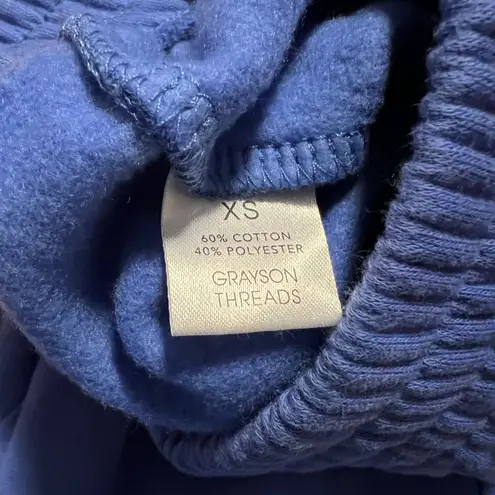 XS
60% COTTON
40% POLYESTER
GRAYSON
THREADS